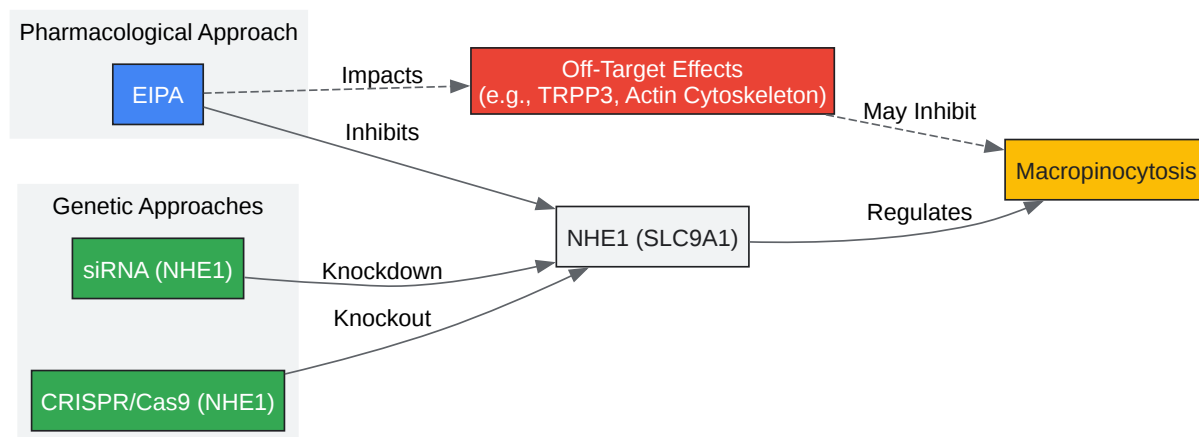 Pharmacological Approach
EIPA
Impacts
Inhibits
Off-Target Effects
(e.g., TRPP3, Actin Cytoskeleton)
May Inhibit
Macropinocytosis
Genetic Approaches
siRNA (NHE1)
Knockdown
Knockout
CRISPR/Cas9 (NHE1)
NHE1 (SLC9A1)
Regulates